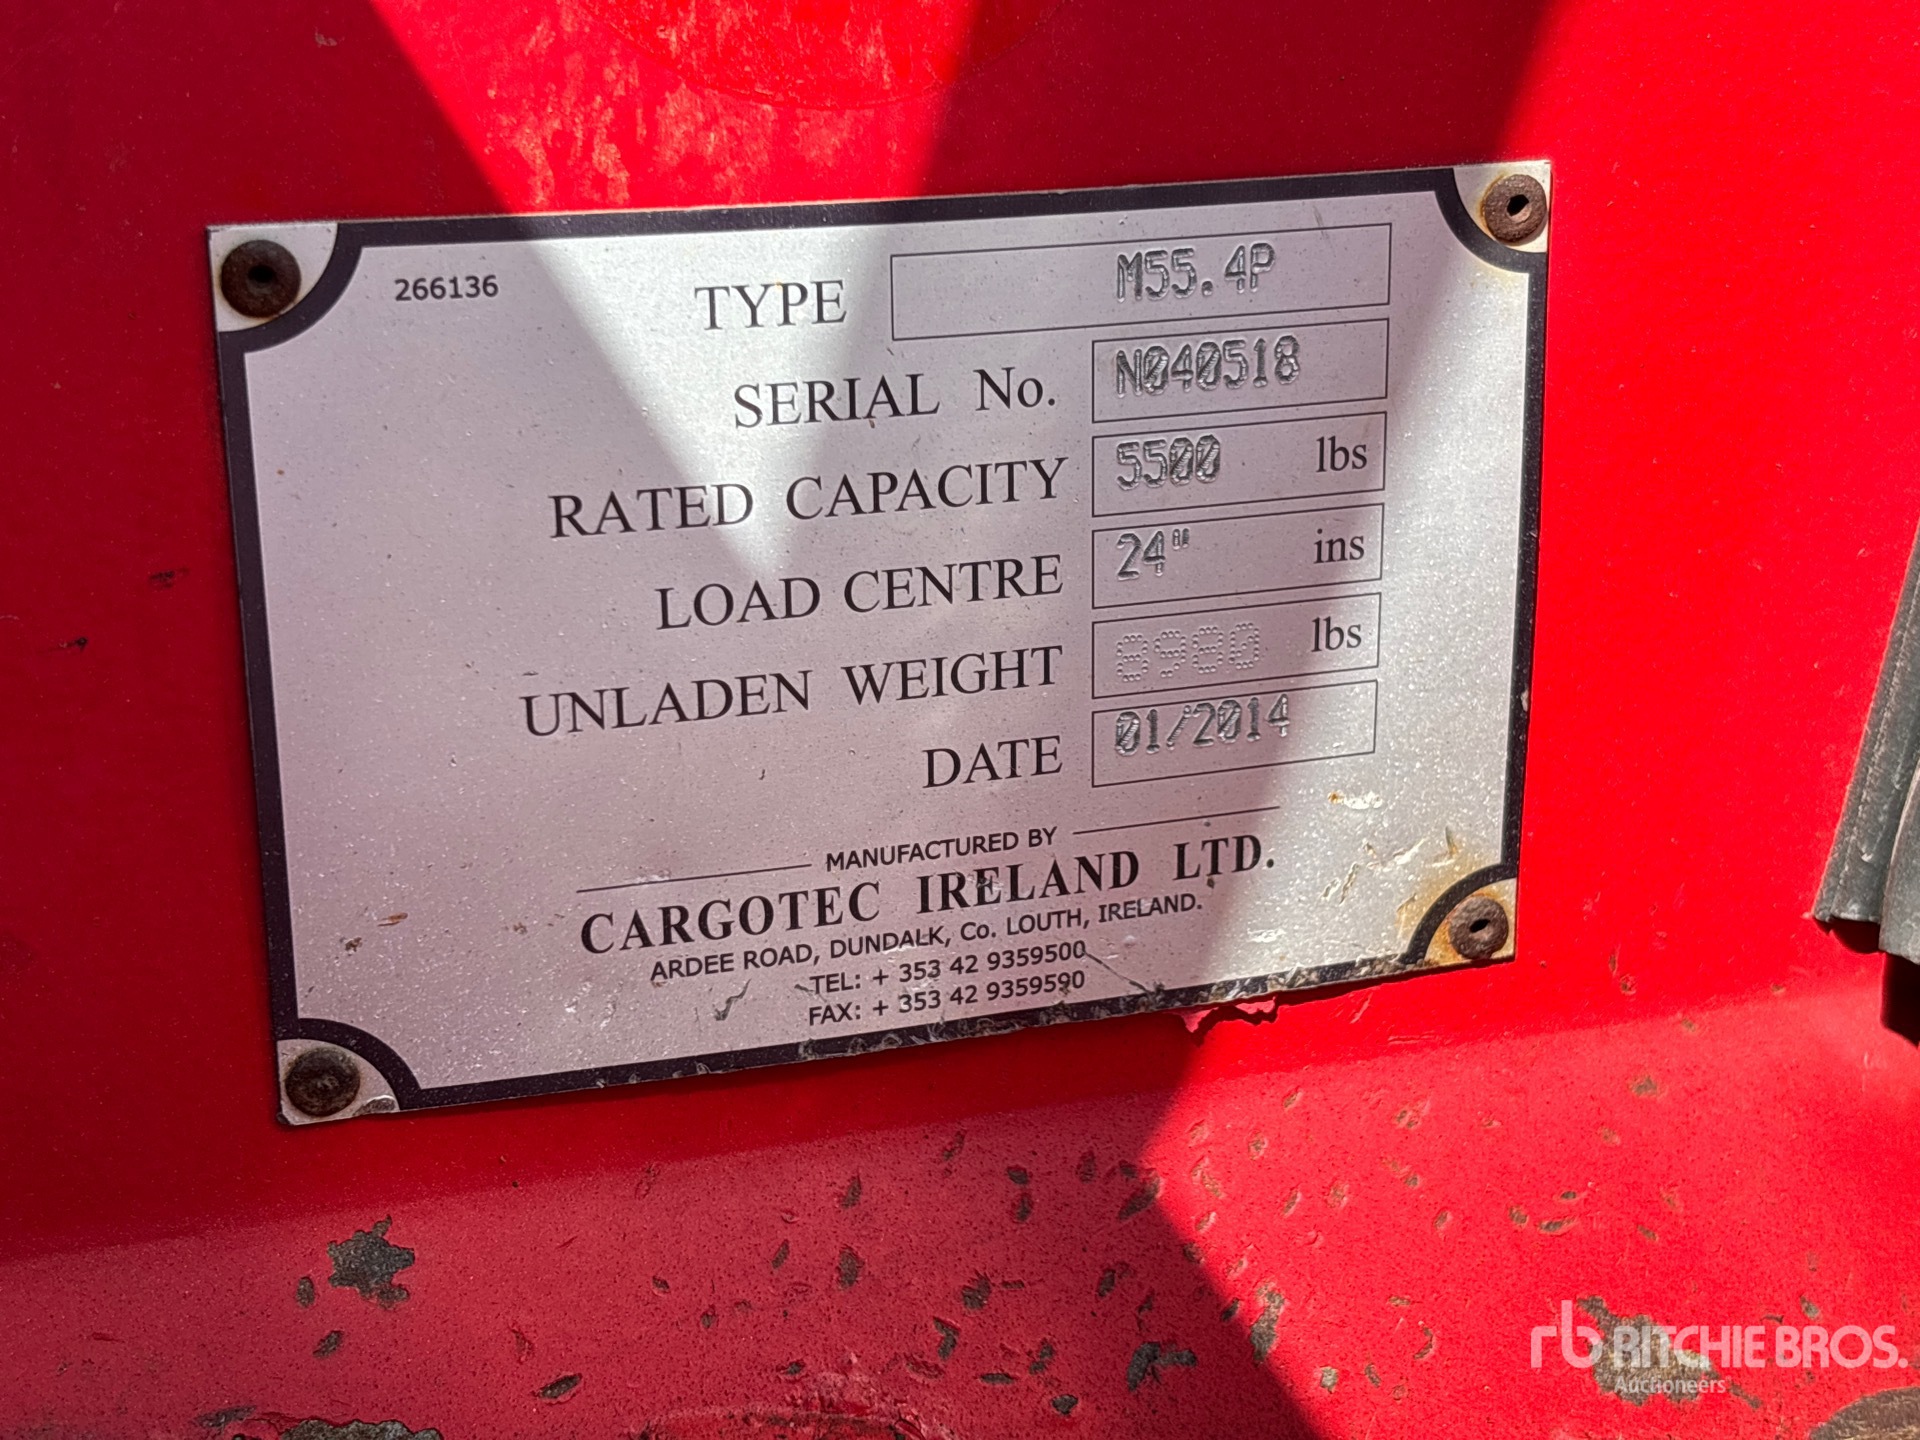 266136
TYPE M55.4P
SERIAL No. N040518
RATED CAPACITY 5500 lbs
LOAD CENTRE 24" ins
UNLADEN WEIGHT lbs
DATE 01/2014
MANUFACTURED BY
CARGOTEC IRELAND LTD.
ARDEE ROAD, DUNDALK, Co. LOUTH, IRELAND.
TEL: + 353 42 9359500
FAX: + 353 42 9359590
rb RITCHIE BROS.
Auctioneers